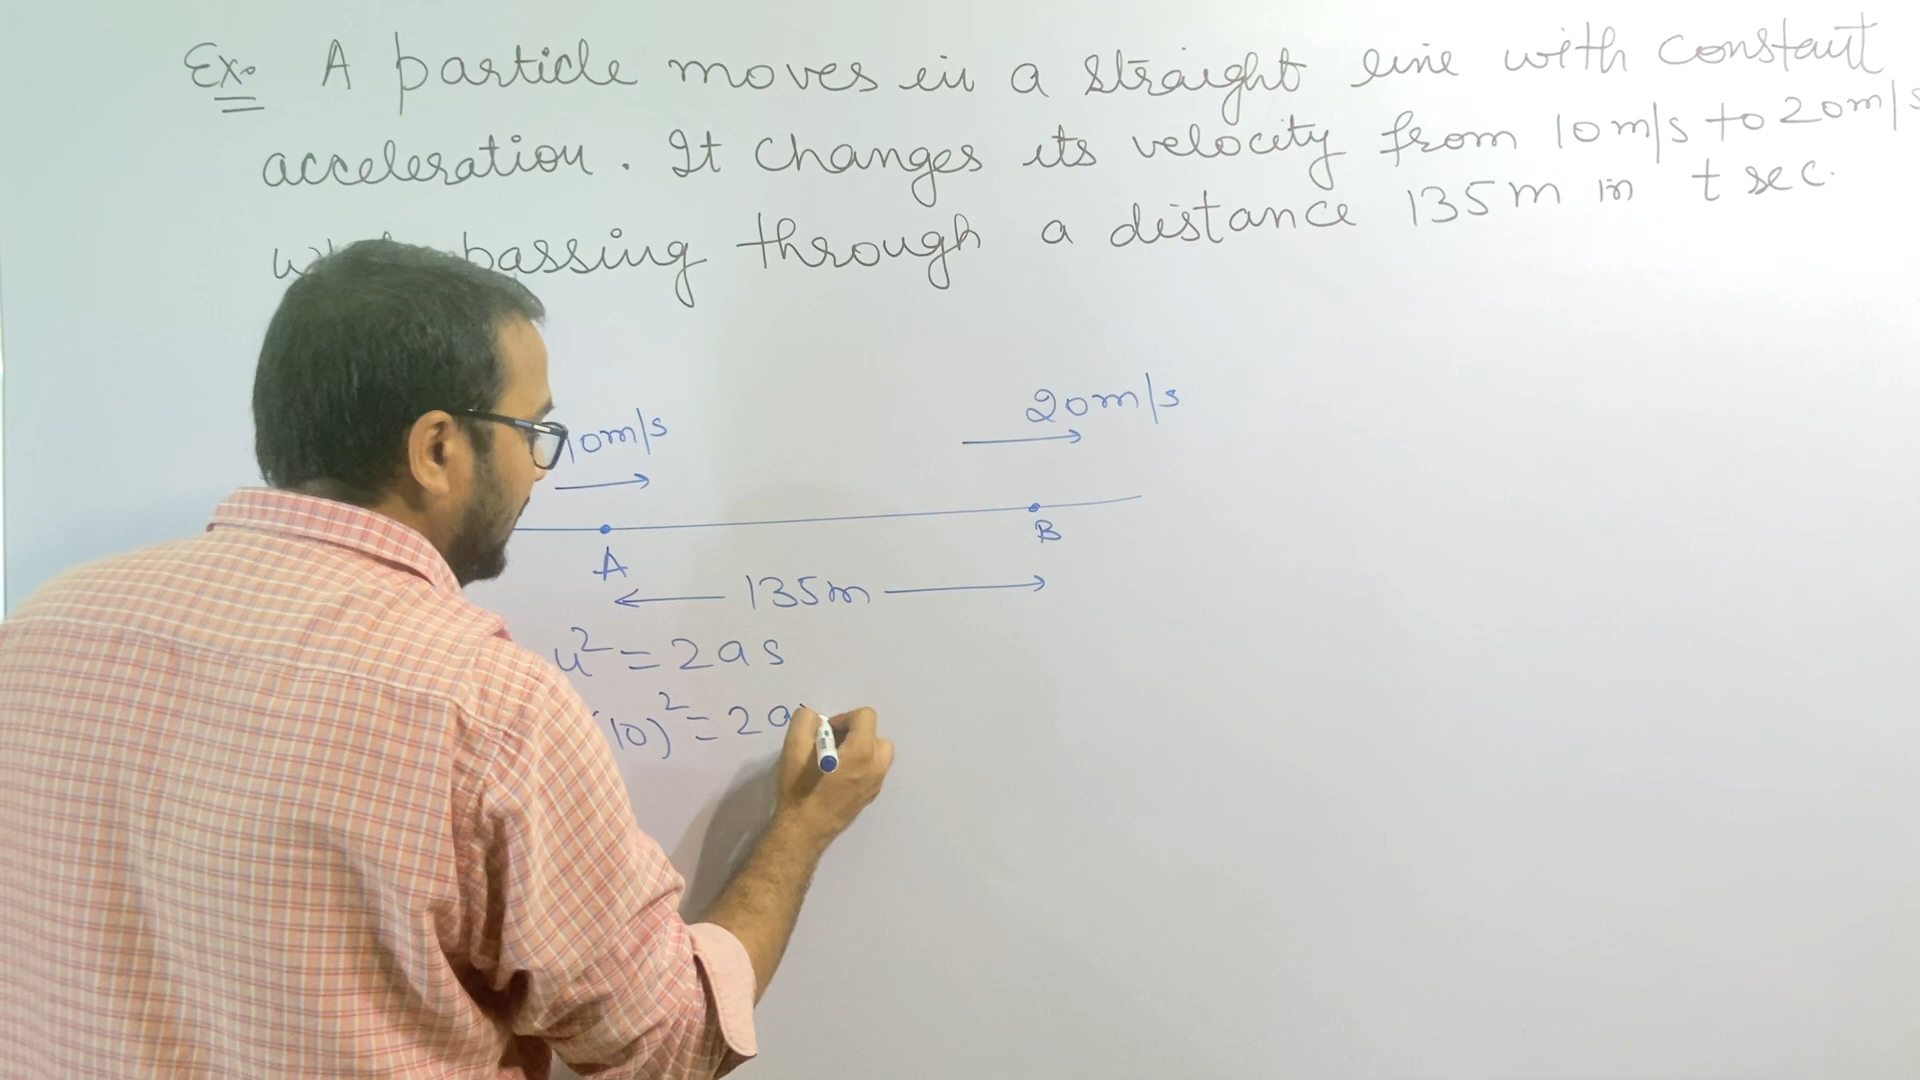 Ex. A particle moves in a straight line with constant
acceleration. It changes its velocity from 10m/s to 20m/s
passing through a distance 135m in t sec.
10m/s
20m/s
A
B
135m
u² = 2as
(10)² = 2a